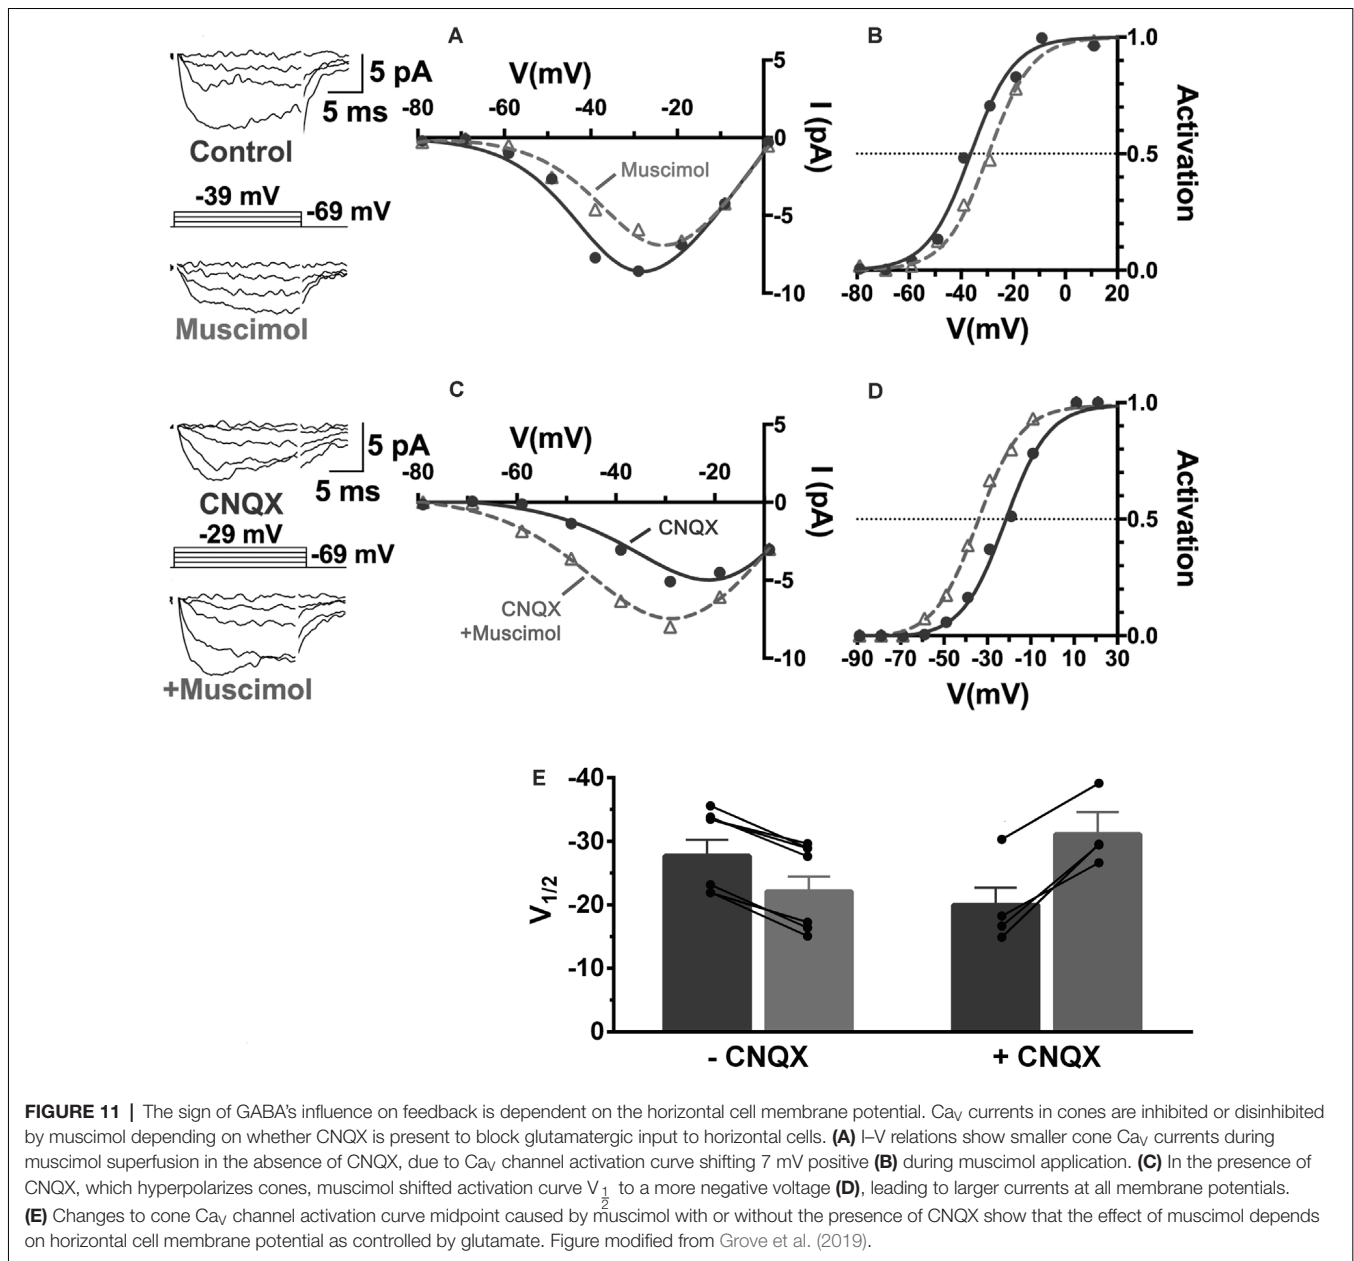 A
B
5 pA
5 ms
Control
-39 mV
-69 mV
Muscimol
V(mV)
-80 -60 -40 -20
5
0
-5
-10
I (pA)
Muscimol
1.0
0.5
0.0
Activation
-80 -60 -40 -20 0 20
V(mV)
C
D
5 pA
5 ms
CNQX
-29 mV
-69 mV
+Muscimol
V(mV)
-80 -60 -40 -20
5
0
-5
-10
I (pA)
CNQX
CNQX
+Muscimol
1.0
0.5
0.0
Activation
-90 -70 -50 -30 -10 10 30
V(mV)
E
-40
-30
-20
-10
0
V1/2
- CNQX
+ CNQX
FIGURE 11 | The sign of GABA's influence on feedback is dependent on the horizontal cell membrane potential. CaV currents in cones are inhibited or disinhibited
by muscimol depending on whether CNQX is present to block glutamatergic input to horizontal cells. (A) I–V relations show smaller cone CaV currents during
muscimol superfusion in the absence of CNQX, due to CaV channel activation curve shifting 7 mV positive (B) during muscimol application. (C) In the presence of
CNQX, which hyperpolarizes cones, muscimol shifted activation curve V1/2 to a more negative voltage (D), leading to larger currents at all membrane potentials.
(E) Changes to cone CaV channel activation curve midpoint caused by muscimol with or without the presence of CNQX show that the effect of muscimol depends
on horizontal cell membrane potential as controlled by glutamate. Figure modified from Grove et al. (2019).